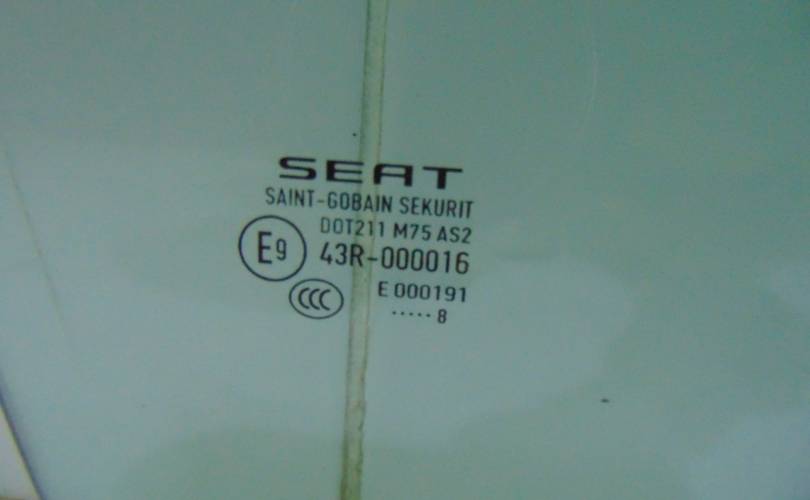 SEAT
SAINT-GOBAIN SEKURIT
DOT211 M75 AS2
E9 43R-000016
CCC E 000191
..... 8